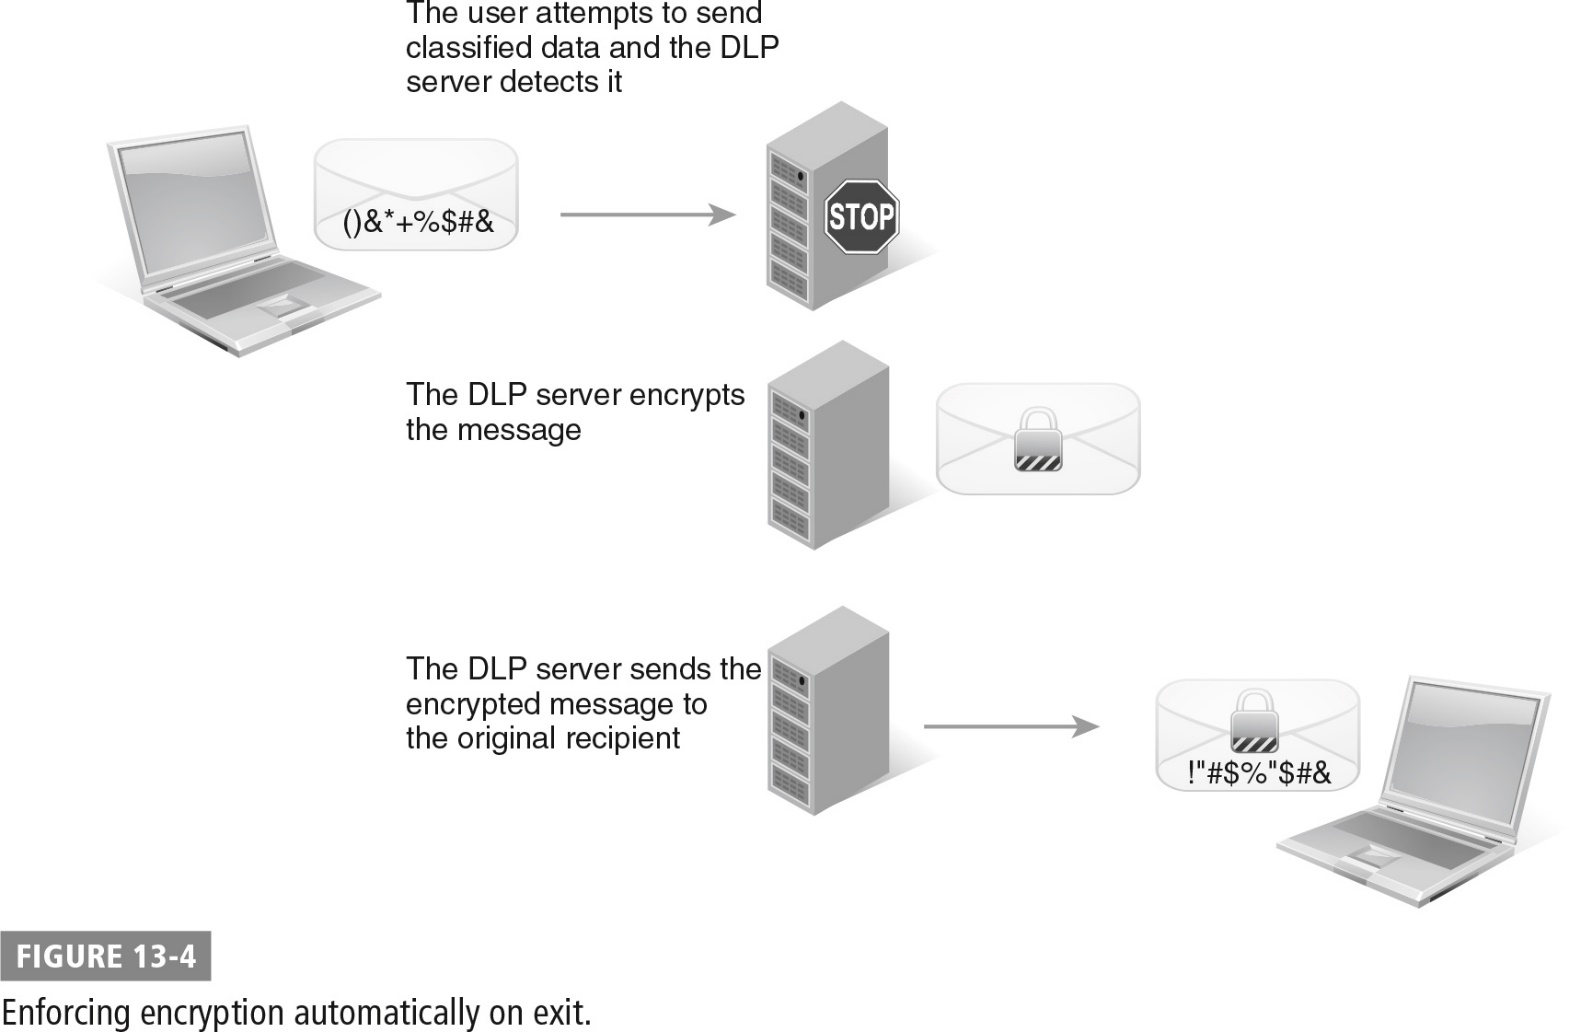 The user attempts to send
classified data and the DLP
server detects it
()&*+%$#&
STOP
The DLP server encrypts
the message
The DLP server sends the
encrypted message to
the original recipient
!"#$%"$#&
FIGURE 13-4
Enforcing encryption automatically on exit.